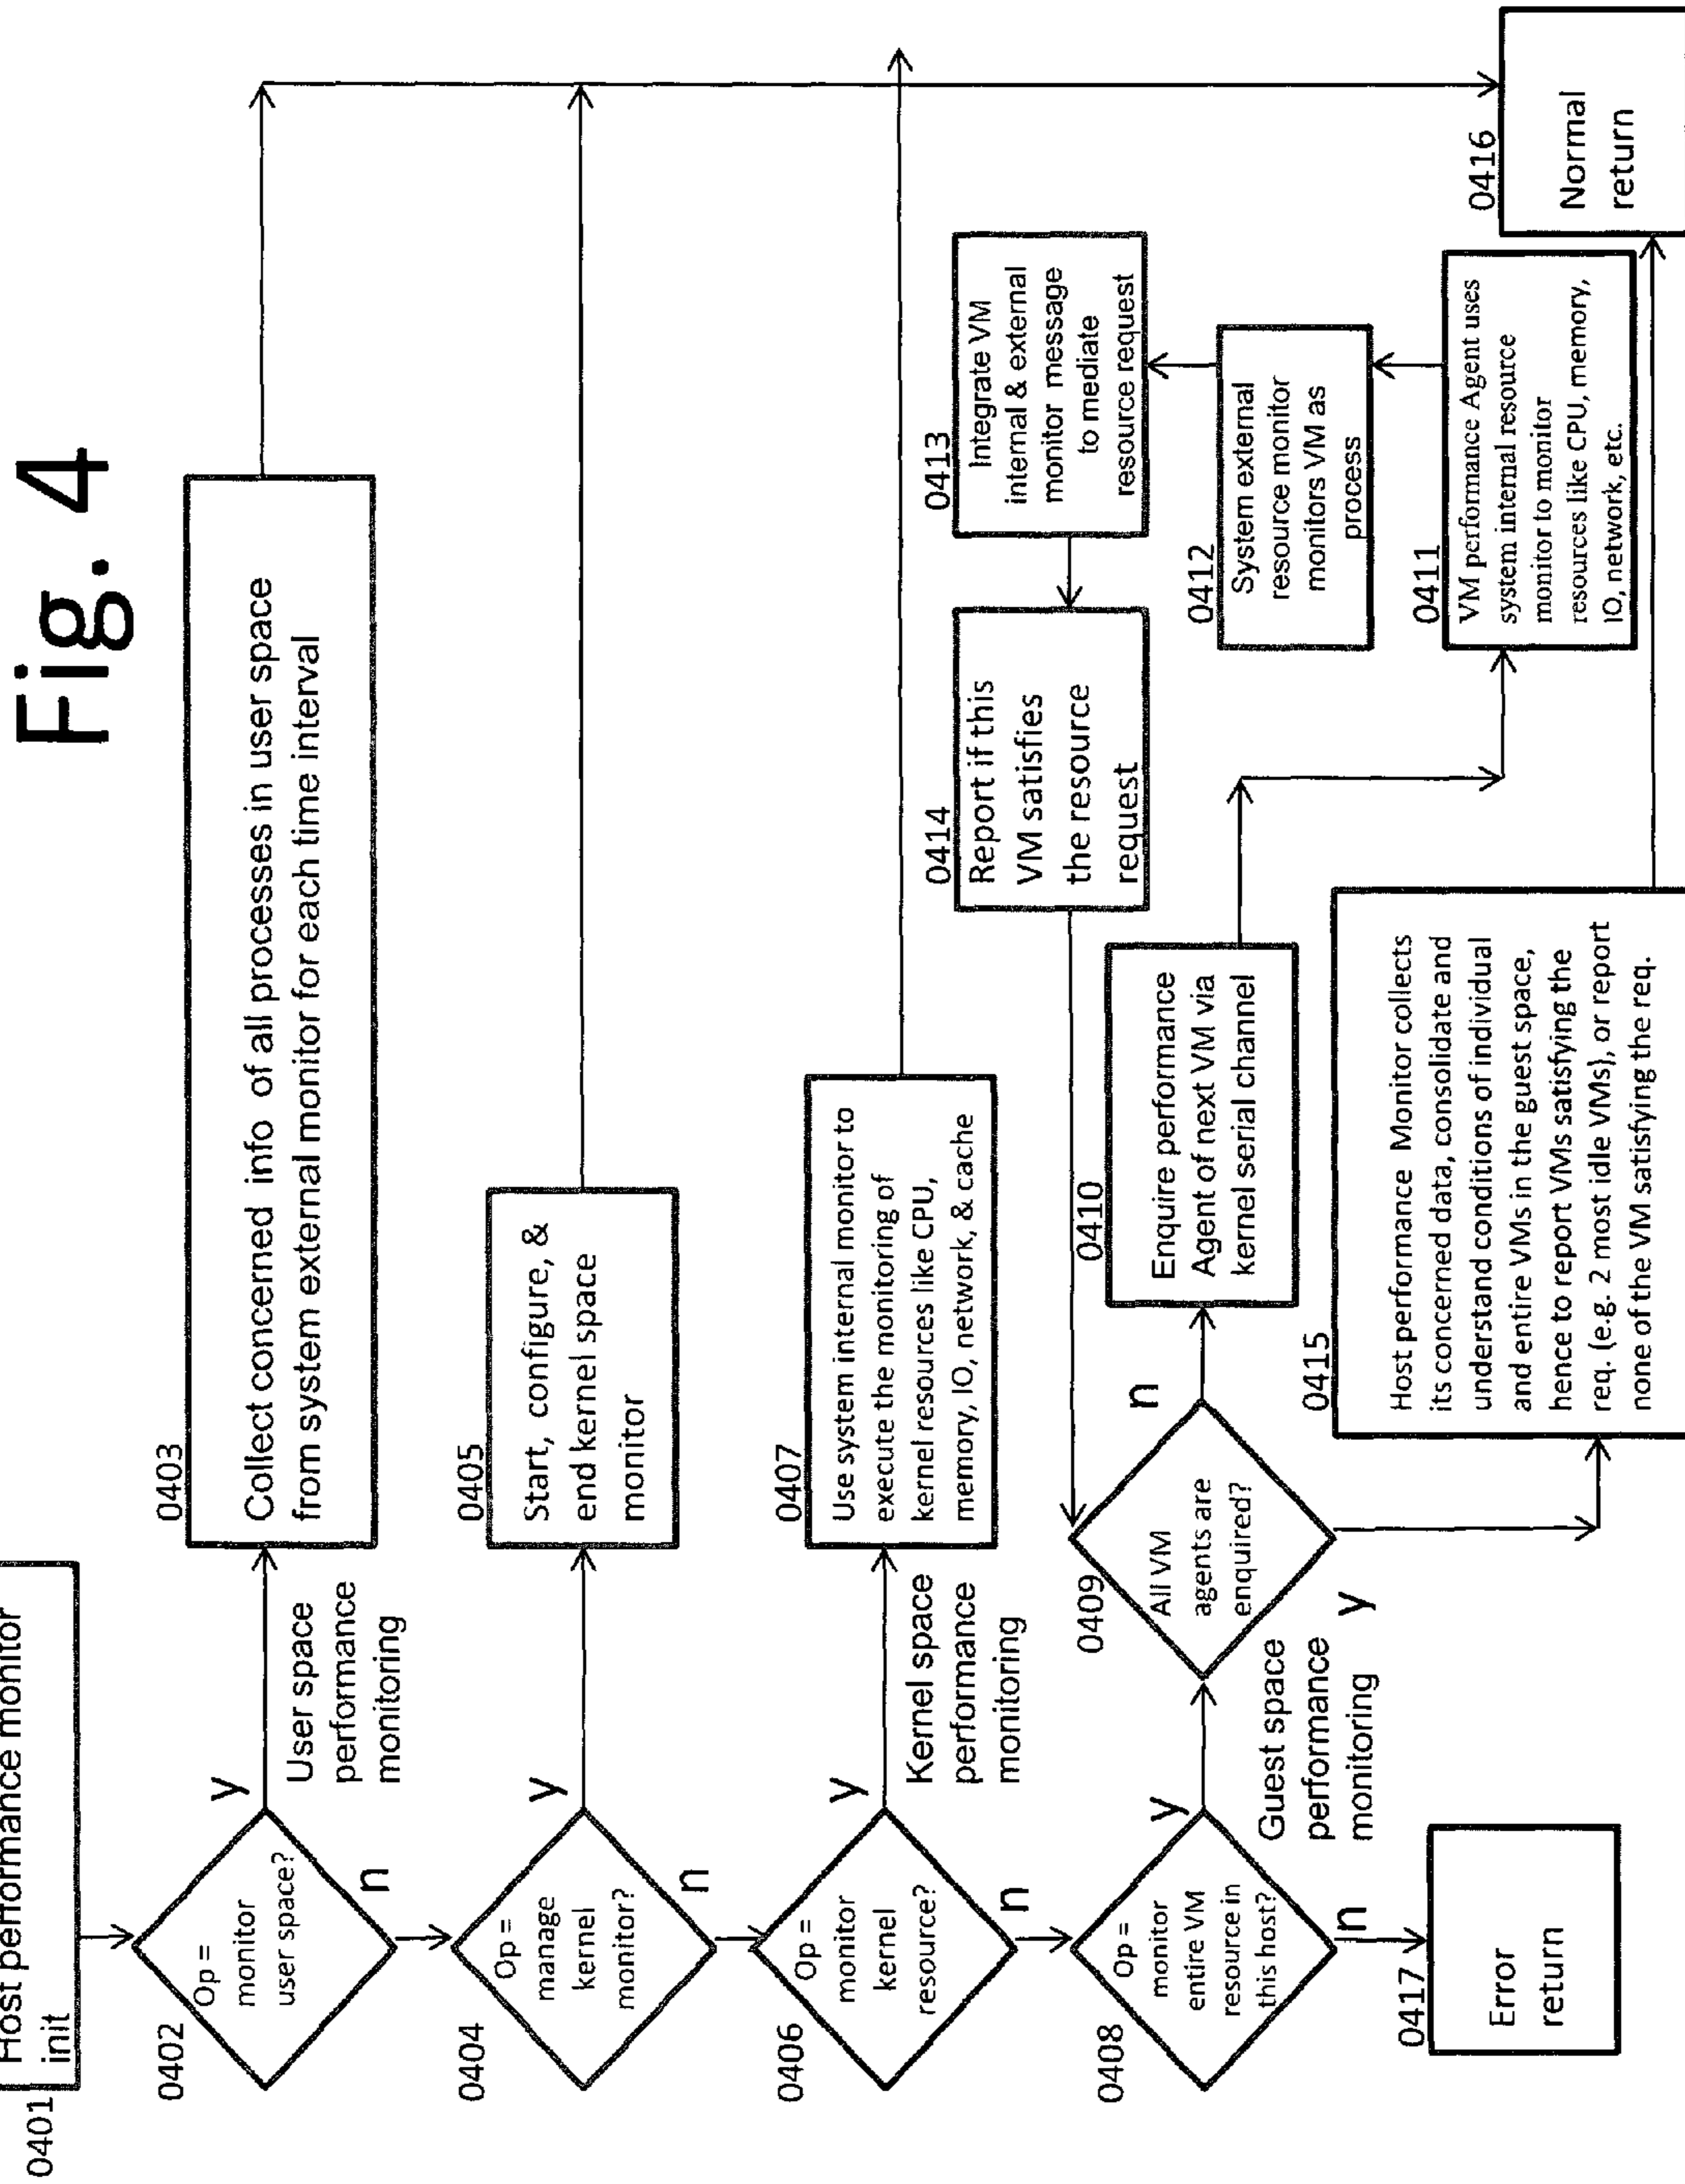 Fig. 4
0401
Host performance monitor
init
0402
Op =
monitor
user space?
y
n
User space
performance
monitoring
0403
Collect concerned info of all processes in user space
from system external monitor for each time interval
0404
Op =
manage
kernel
monitor?
y
n
0405
Start, configure, &
end kernel space
monitor
0406
Op =
monitor
kernel
resource?
y
n
Kernel space
performance
monitoring
0407
Use system internal monitor to
execute the monitoring of
kernel resources like CPU,
memory, IO, network, & cache
0408
Op =
monitor
entire VM
resource in
this host?
y
n
Guest space
performance
monitoring
0409
All VM
agents are
enquired?
n
y
0410
Enquire performance
Agent of next VM via
kernel serial channel
0411
VM performance Agent uses
system internal resource
monitor to monitor
resources like CPU, memory,
IO, network, etc.
0412
System external
resource monitor
monitors VM as
process
0413
Integrate VM
internal & external
monitor message
to mediate
resource request
0414
Report if this
VM satisfies
the resource
request
0415
Host performance Monitor collects
its concerned data, consolidate and
understand conditions of individual
and entire VMs in the guest space,
hence to report VMs satisfying the
req. (e.g. 2 most idle VMs), or report
none of the VM satisfying the req.
0416
Normal
return
0417
Error
return